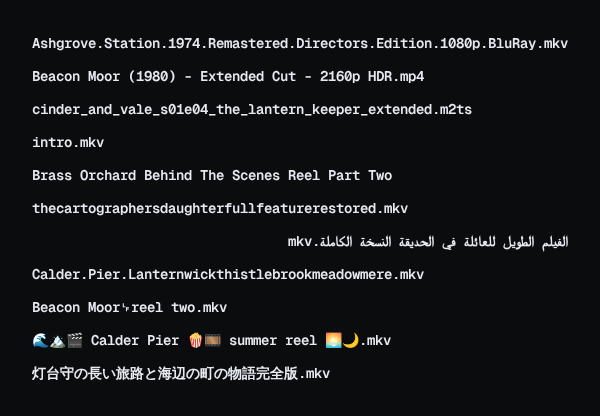 Ashgrove.Station.1974.Remastered.Directors.Edition.1080p.BluRay.mkv
Beacon Moor (1980) - Extended Cut - 2160p HDR.mp4
cinder_and_vale_s01e04_the_lantern_keeper_extended.m2ts
intro.mkv
Brass Orchard Behind The Scenes Reel Part Two
thecartographersdaughterfullfeaturerestored.mkv
الفيلم الطويل للعائلة في الحديقة النسخة الكاملة.mkv
Calder.Pier.Lanternwickthistlebrookmeadowmere.mkv
Beacon Moor␊reel two.mkv
🌊🏔️🎬 Calder Pier 🍿🎞️ summer reel 🌅🌙.mkv
灯台守の長い旅路と海辺の町の物語完全版.mkv